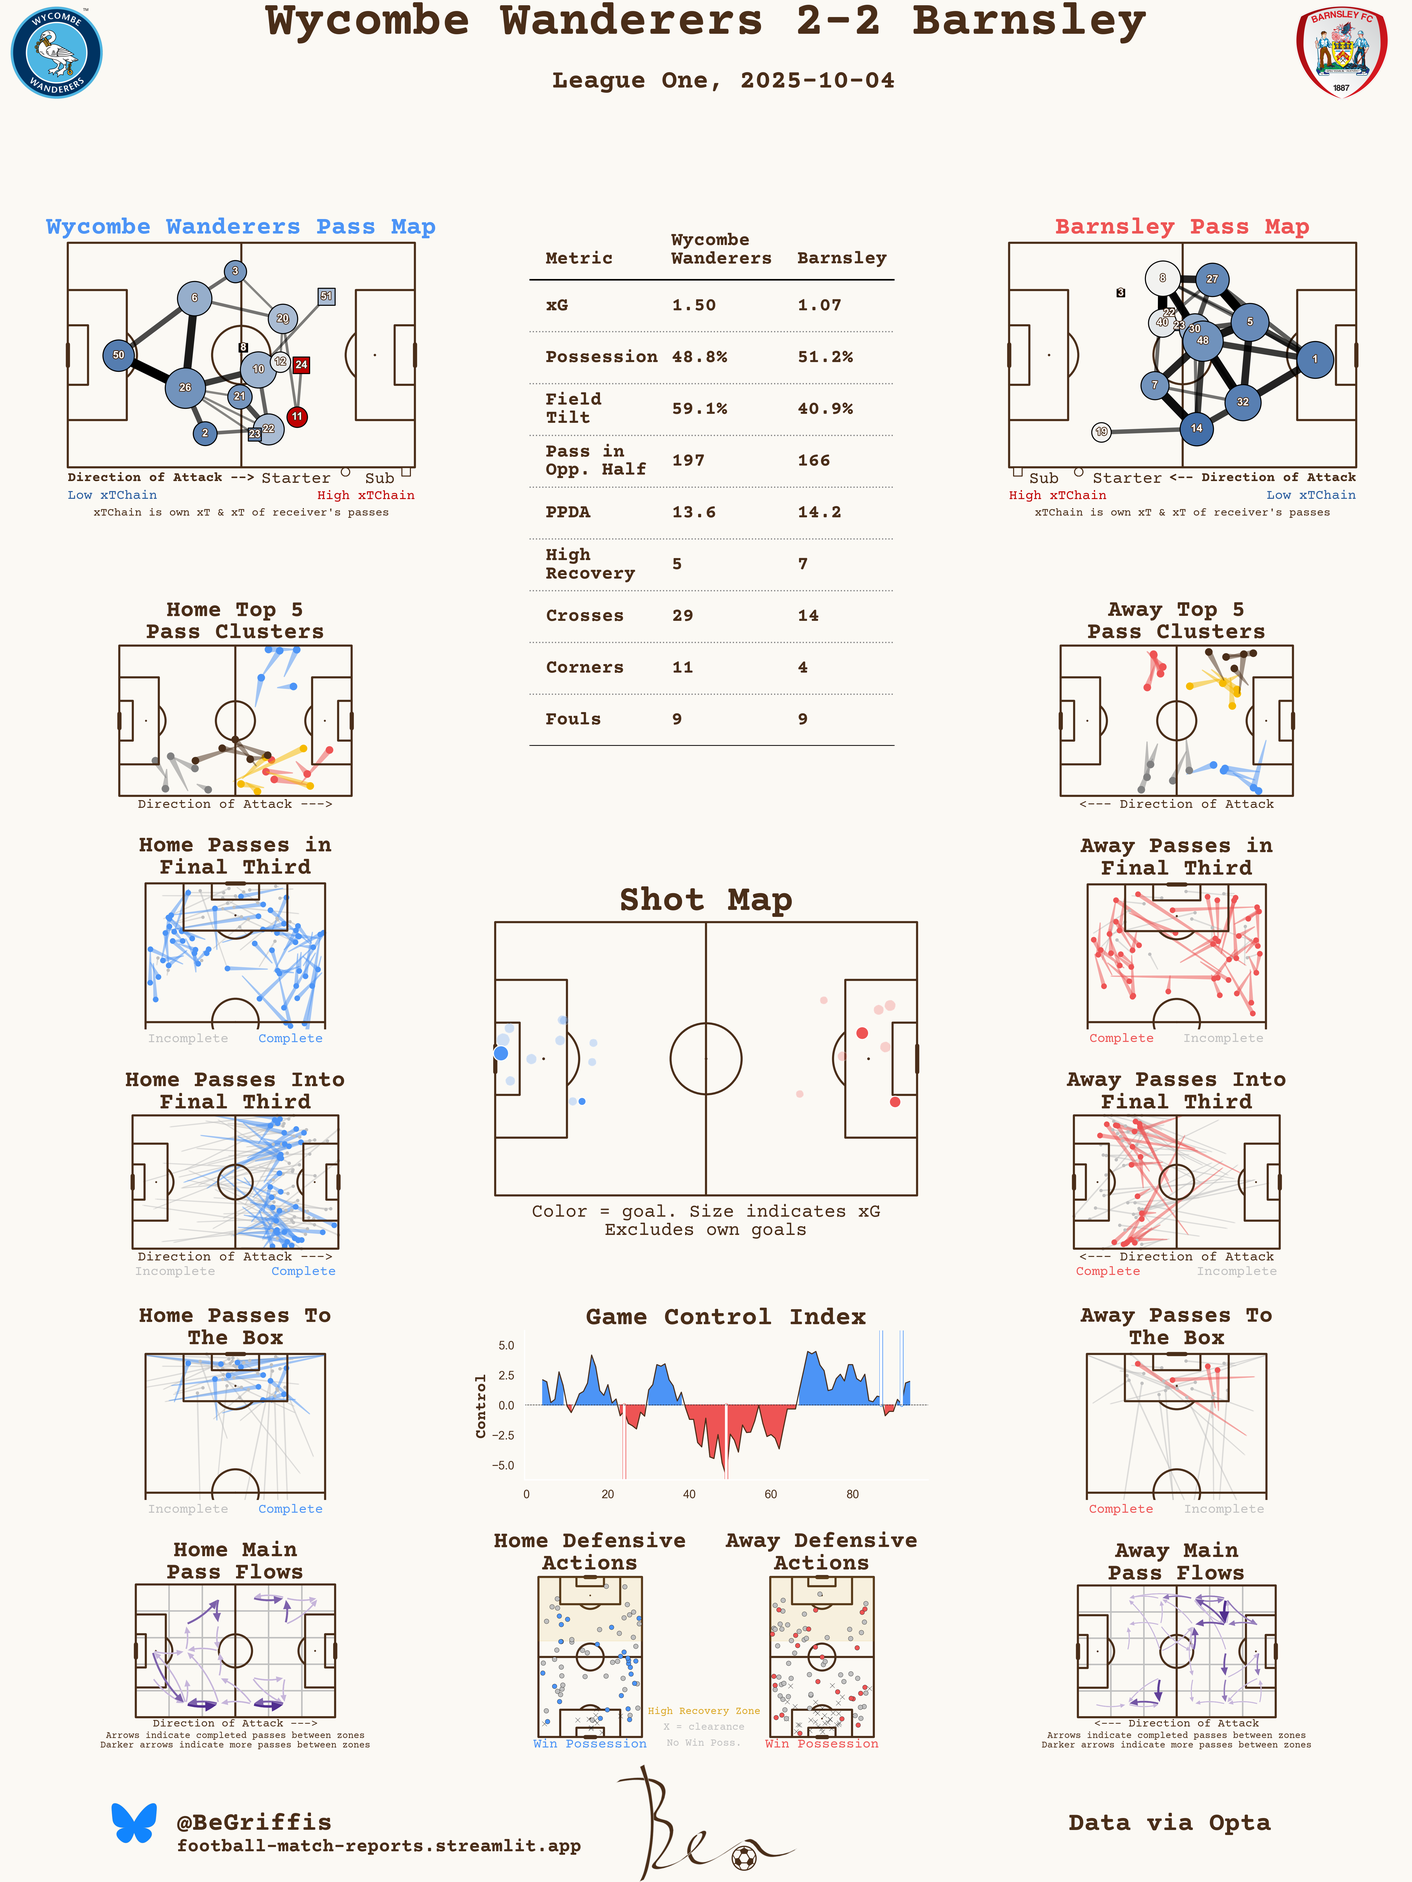 Wycombe Wanderers 2-2 Barnsley
League One, 2025-10-04
WYCOMBE
WANDERERS
™
BARNSLEY FC
1887
Wycombe Wanderers Pass Map
3
6
51
20
50
8
12
24
10
26
21
11
2
23
22
Direction of Attack --> Starter Sub
Low xTChain High xTChain
xTChain is own xT & xT of receiver's passes
Metric Wycombe Wanderers Barnsley
xG 1.50 1.07
Possession 48.8% 51.2%
Field Tilt 59.1% 40.9%
Pass in Opp. Half 197 166
PPDA 13.6 14.2
High Recovery 5 7
Crosses 29 14
Corners 11 4
Fouls 9 9
Barnsley Pass Map
8
27
3
22
40
23
30
5
48
1
7
32
14
19
Sub Starter <-- Direction of Attack
High xTChain Low xTChain
xTChain is own xT & xT of receiver's passes
Home Top 5
Pass Clusters
Direction of Attack --->
Away Top 5
Pass Clusters
<--- Direction of Attack
Home Passes in
Final Third
Incomplete Complete
Away Passes in
Final Third
Complete Incomplete
Shot Map
Color = goal. Size indicates xG
Excludes own goals
Home Passes Into
Final Third
Direction of Attack --->
Incomplete Complete
Away Passes Into
Final Third
<--- Direction of Attack
Complete Incomplete
Home Passes To
The Box
Incomplete Complete
Game Control Index
Control
5.0
2.5
0.0
−2.5
−5.0
0 20 40 60 80
Away Passes To
The Box
Complete Incomplete
Home Main
Pass Flows
Direction of Attack --->
Arrows indicate completed passes between zones
Darker arrows indicate more passes between zones
Home Defensive
Actions
Win Possession
High Recovery Zone
X = clearance
No Win Poss.
Away Defensive
Actions
Win Possession
Away Main
Pass Flows
<--- Direction of Attack
Arrows indicate completed passes between zones
Darker arrows indicate more passes between zones
@BeGriffis
football-match-reports.streamlit.app
Ben
Data via Opta